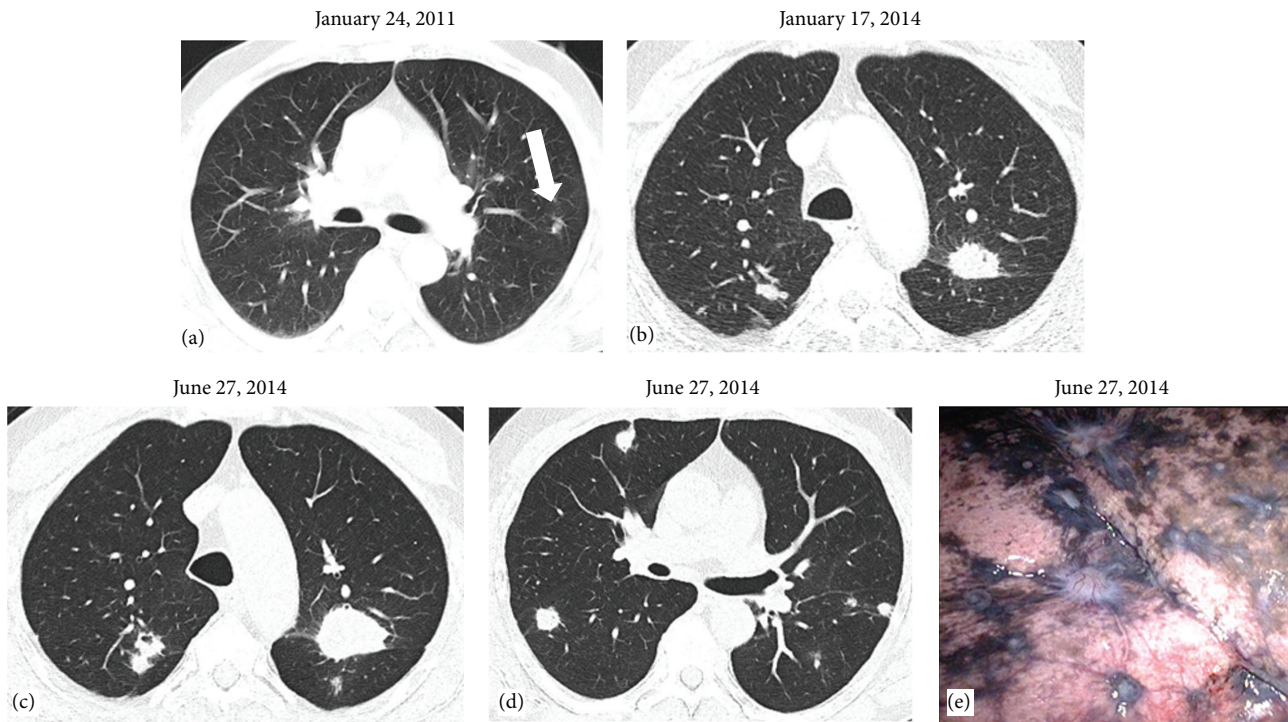 January 24, 2011
January 17, 2014
(a)
(b)
June 27, 2014
June 27, 2014
June 27, 2014
(c)
(d)
(e)